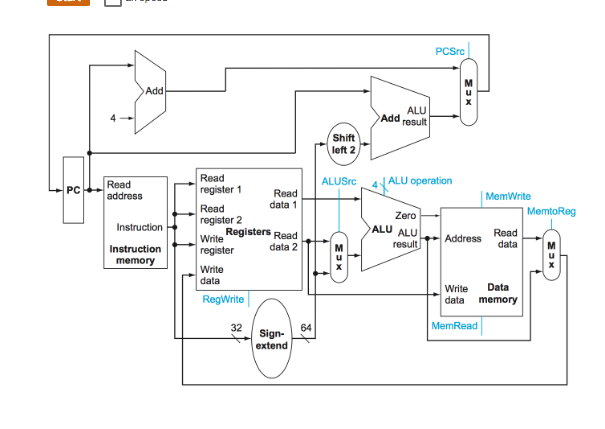 PCSrc
Add
4
M
u
x
ALU
Add result
Shift
left 2
PC
Read
address
Instruction
Instruction
memory
Read
register 1
Read
register 2
Write
register
Write
data
Registers
Read
data 1
Read
data 2
RegWrite
ALUSrc
M
u
x
4
ALU operation
Zero
ALU
ALU
result
MemWrite
Address
Read
data
Write
data
Data
memory
MemRead
MemtoReg
M
u
x
32
Sign-
extend
64